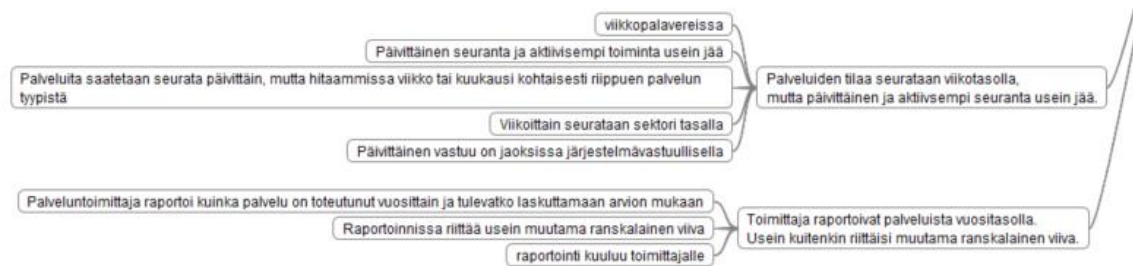 viikkopalavereissa
Päivittäinen seuranta ja aktiivisempi toiminta usein jää
Palveluita saatetaan seurata päivittäin, mutta hitaammissa viikko tai kuukausi kohtaisesti riippuen palvelun
tyypistä
Viikoittain seurataan sektori tasalla
Päivittäinen vastuu on jaoksissa järjestelmävastuullisella
Palveluiden tilaa seurataan viikotasolla,
mutta päivittäinen ja aktiivsempi seuranta usein jää.
Palveluntoimittaja raportoi kuinka palvelu on toteutunut vuosittain ja tulevatko laskuttamaan arvion mukaan
Raportoinnissa riittää usein muutama ranskalainen viiva
raportointi kuuluu toimittajalle
Toimittaja raportoivat palveluista vuositasolla.
Usein kuitenkin riittäisi muutama ranskalainen viiva.